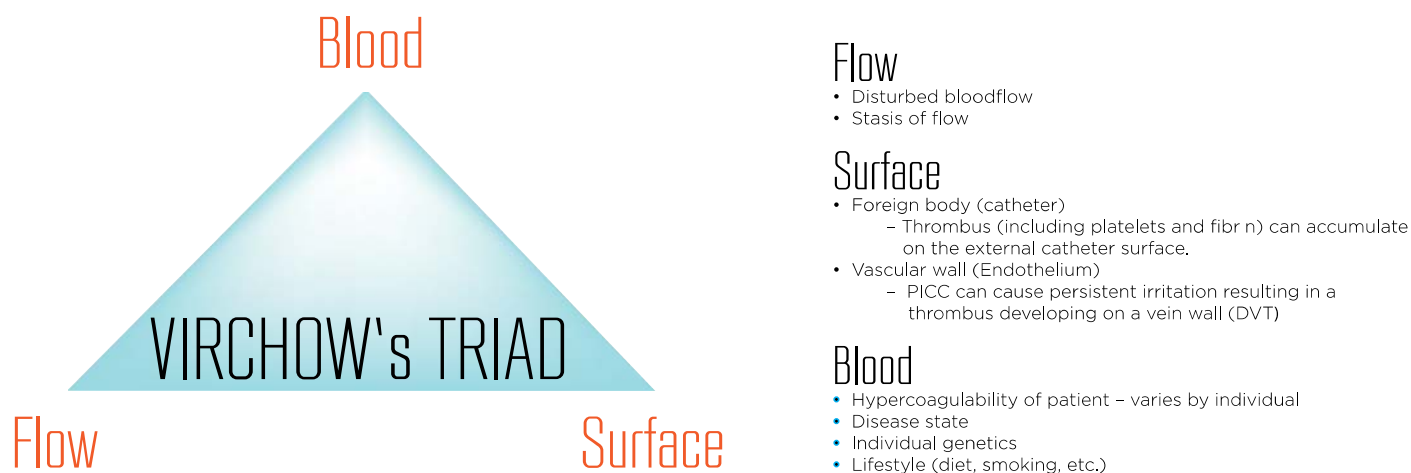 Blood
VIRCHOW's TRIAD
Flow
Surface
Flow
• Disturbed bloodflow
• Stasis of flow
Surface
• Foreign body (catheter)
– Thrombus (including platelets and fibr n) can accumulate
on the external catheter surface.
• Vascular wall (Endothelium)
– PICC can cause persistent irritation resulting in a
thrombus developing on a vein wall (DVT)
Blood
• Hypercoagulability of patient – varies by individual
• Disease state
• Individual genetics
• Lifestyle (diet, smoking, etc.)